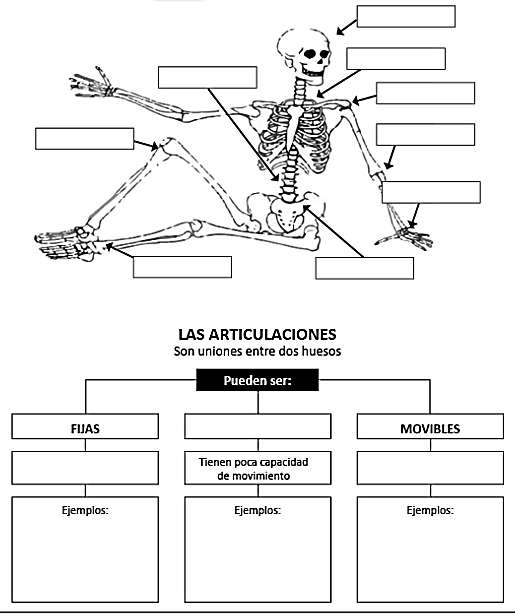 LAS ARTICULACIONES
Son uniones entre dos huesos
Pueden ser:
FIJAS
MOVIBLES
Tienen poca capacidad
de movimiento
Ejemplos:
Ejemplos:
Ejemplos: